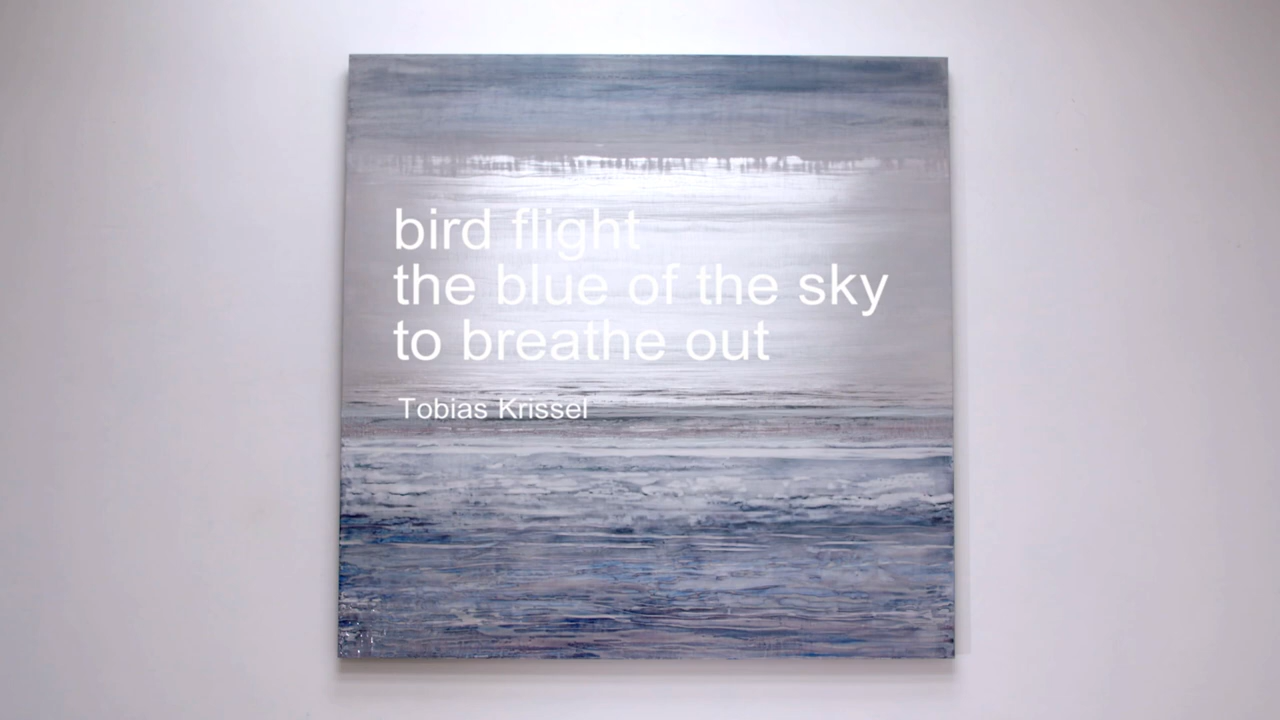 bird flight
the blue of the sky
to breathe out
Tobias Krissel